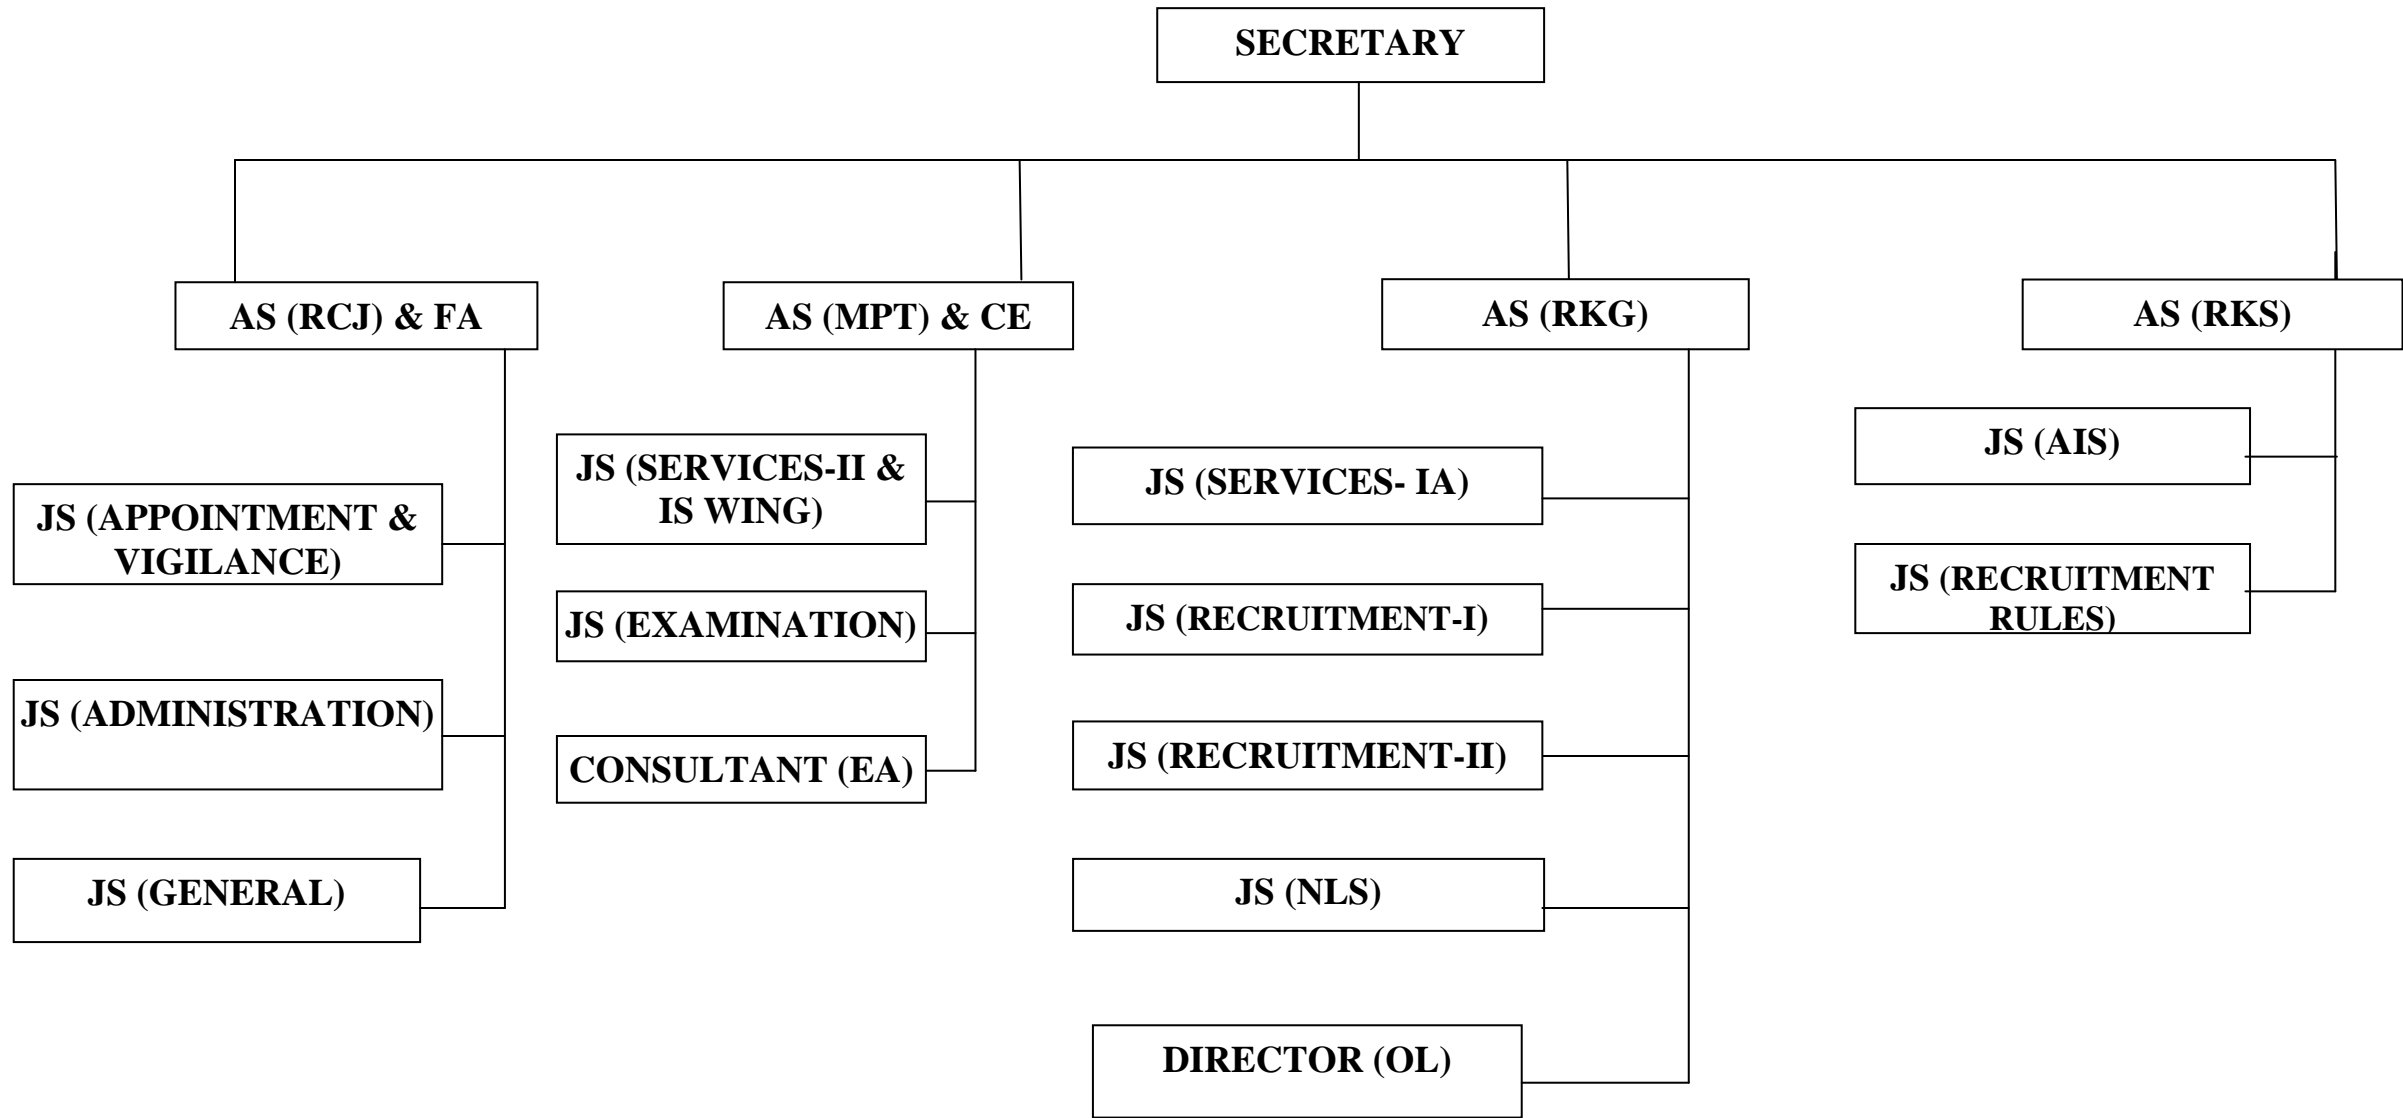 SECRETARY
AS (RCJ) & FA
AS (MPT) & CE
AS (RKG)
AS (RKS)
JS (APPOINTMENT &
VIGILANCE)
JS (ADMINISTRATION)
JS (GENERAL)
JS (SERVICES-II &
IS WING)
JS (EXAMINATION)
CONSULTANT (EA)
JS (SERVICES- IA)
JS (RECRUITMENT-I)
JS (RECRUITMENT-II)
JS (NLS)
DIRECTOR (OL)
JS (AIS)
JS (RECRUITMENT
RULES)